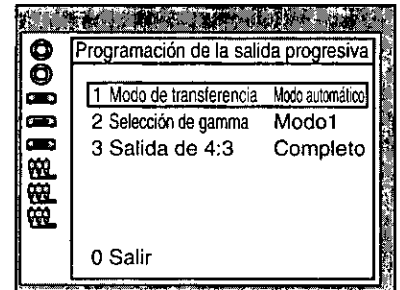 Programación de la salida progresiva
1 Modo de transferencia Modo automático
2 Selección de gamma Modo1
3 Salida de 4:3 Completo
0 Salir